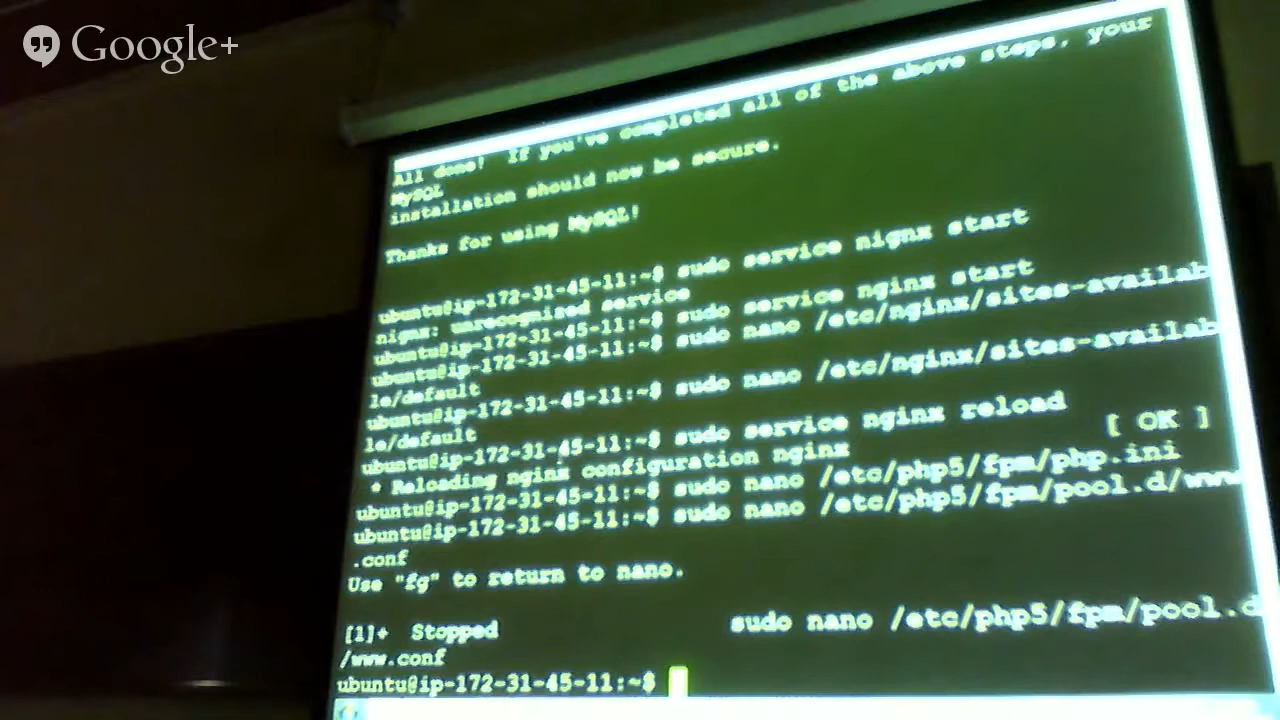 Google+
All done! If you've completed all of the above steps, your
MySQL
installation should now be secure.
Thanks for using MySQL!
ubuntu@ip-172-31-45-11:~$ sudo service nignx start
nignx: unrecognized service
ubuntu@ip-172-31-45-11:~$ sudo service nginx start
ubuntu@ip-172-31-45-11:~$ sudo nano /etc/nginx/sites-availab
le/default
ubuntu@ip-172-31-45-11:~$ sudo nano /etc/nginx/sites-availab
le/default
ubuntu@ip-172-31-45-11:~$ sudo service nginx reload
* Reloading nginx configuration nginx [ OK ]
ubuntu@ip-172-31-45-11:~$ sudo nano /etc/php5/fpm/php.ini
ubuntu@ip-172-31-45-11:~$ sudo nano /etc/php5/fpm/pool.d/www
.conf
Use "fg" to return to nano.
[1]+ Stopped sudo nano /etc/php5/fpm/pool.d
/www.conf
ubuntu@ip-172-31-45-11:~$